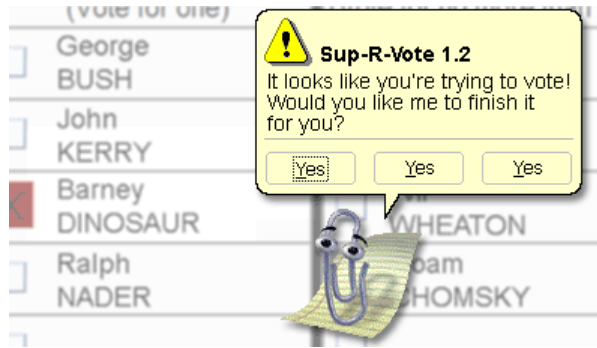 (Vote for one)
George
BUSH
John
KERRY
Barney
DINOSAUR
Ralph
NADER
X
Sup-R-Vote 1.2
It looks like you're trying to vote!
Would you like me to finish it
for you?
Yes
Yes
Yes
WHEATON
CHOMSKY